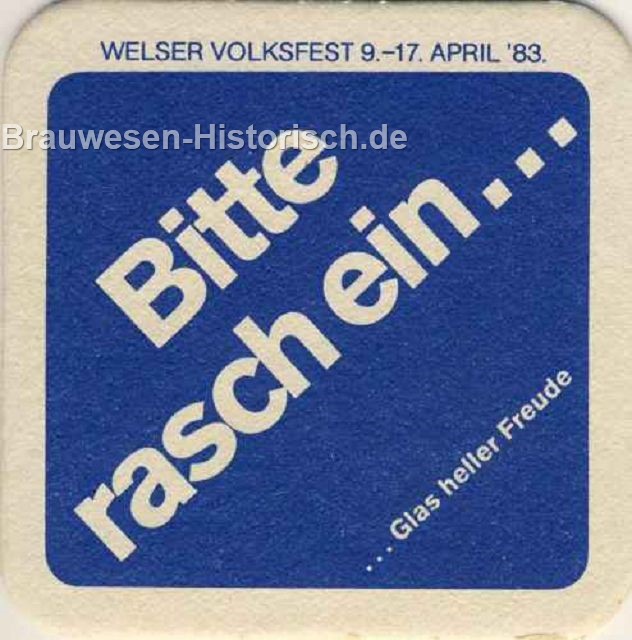 WELSER VOLKSFEST 9.–17. APRIL '83.
Brauwesen-Historisch.de
Bitte
rasch ein...
...Glas heller Freude